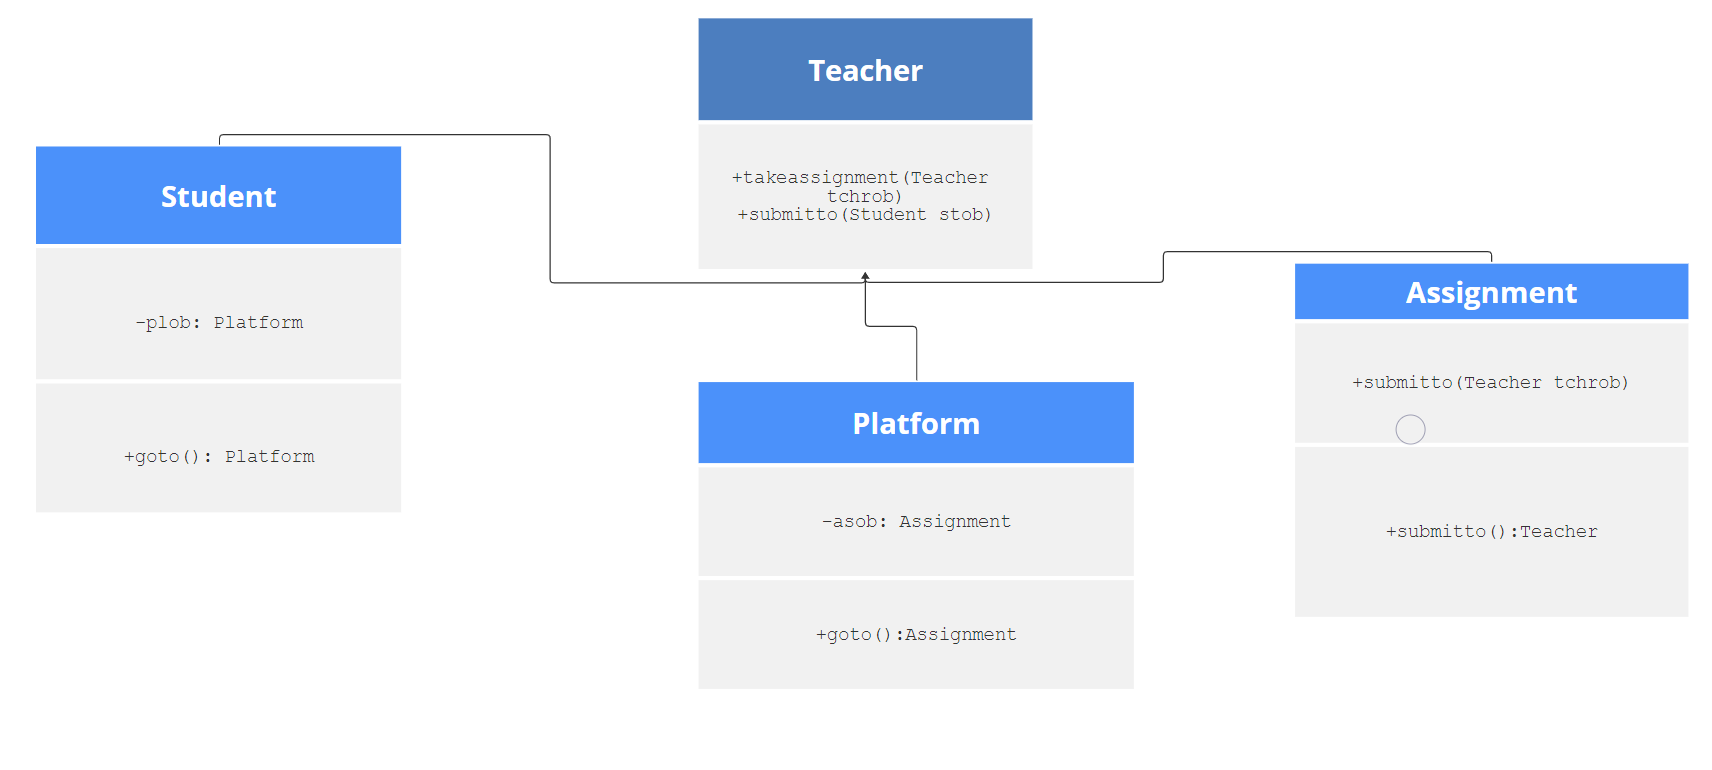 Teacher
+takeassignment(Teacher
tchrob)
+submitto(Student stob)
Student
-plob: Platform
+goto(): Platform
Platform
-asob: Assignment
+goto():Assignment
Assignment
+submitto(Teacher tchrob)
+submitto():Teacher